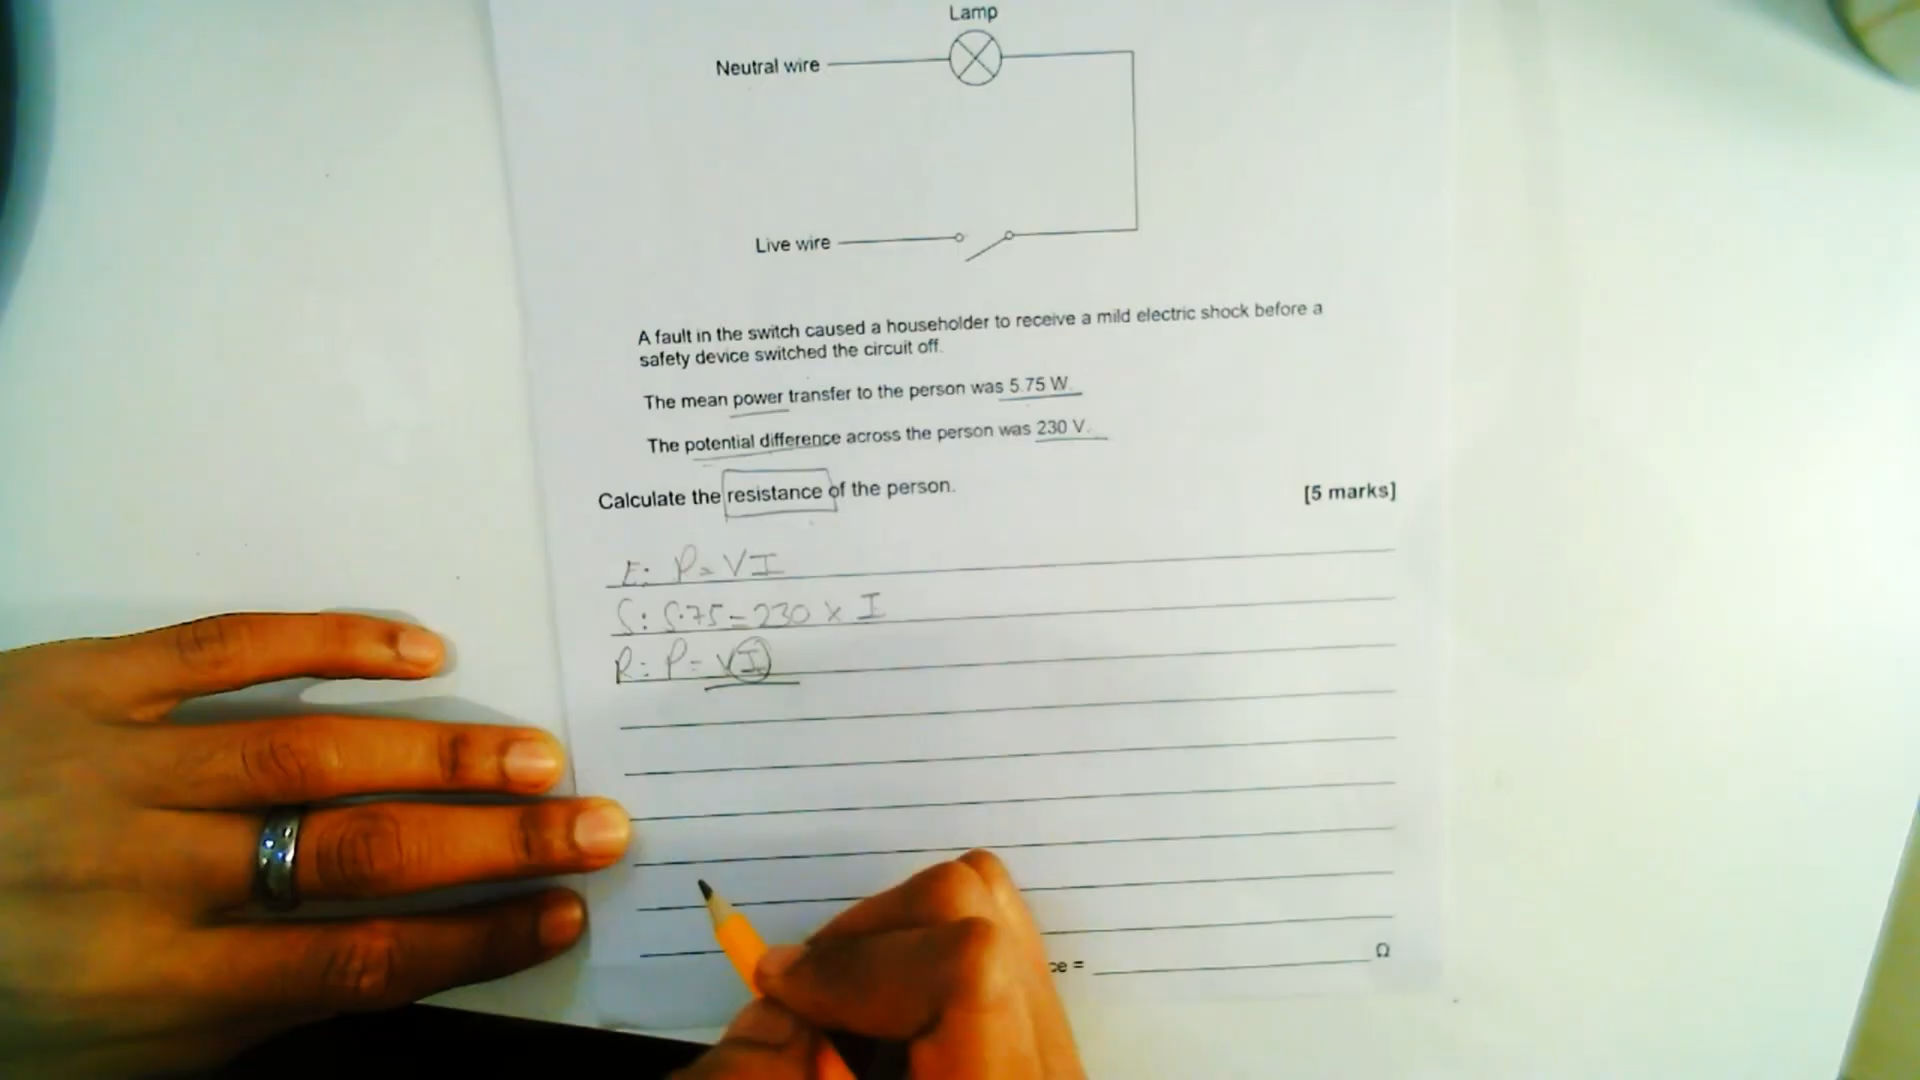 Lamp
Neutral wire
Live wire
A fault in the switch caused a householder to receive a mild electric shock before a
safety device switched the circuit off.
The mean power transfer to the person was 5.75 W.
The potential difference across the person was 230 V.
Calculate the resistance of the person.
[5 marks]
E: P=VI
S: 5.75=230 x I
R: P=VI
= Ω